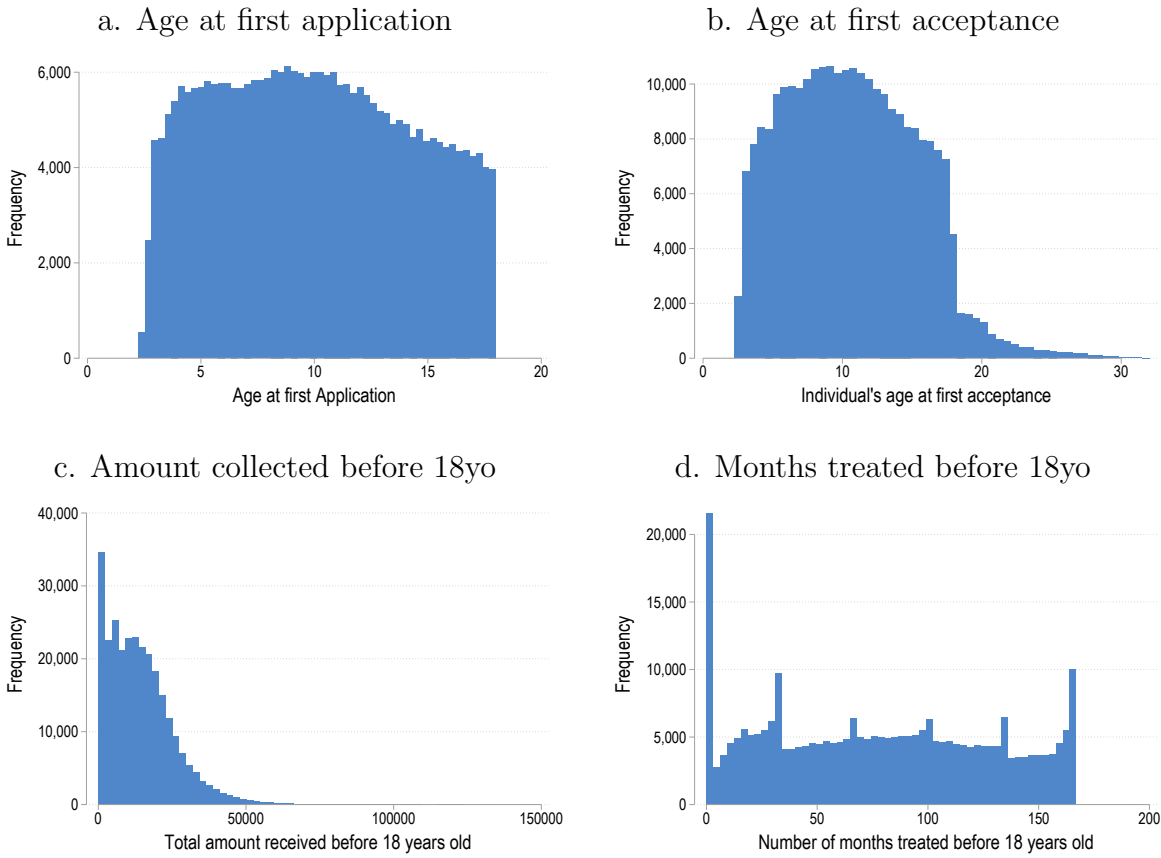 a. Age at first application
6,000
4,000
2,000
0
Frequency
0 5 10 15 20
Age at first Application
b. Age at first acceptance
10,000
8,000
6,000
4,000
2,000
0
Frequency
0 10 20 30
Individual's age at first acceptance
c. Amount collected before 18yo
40,000
30,000
20,000
10,000
0
Frequency
0 50000 100000 150000
Total amount received before 18 years old
d. Months treated before 18yo
20,000
15,000
10,000
5,000
0
Frequency
0 50 100 150 200
Number of months treated before 18 years old